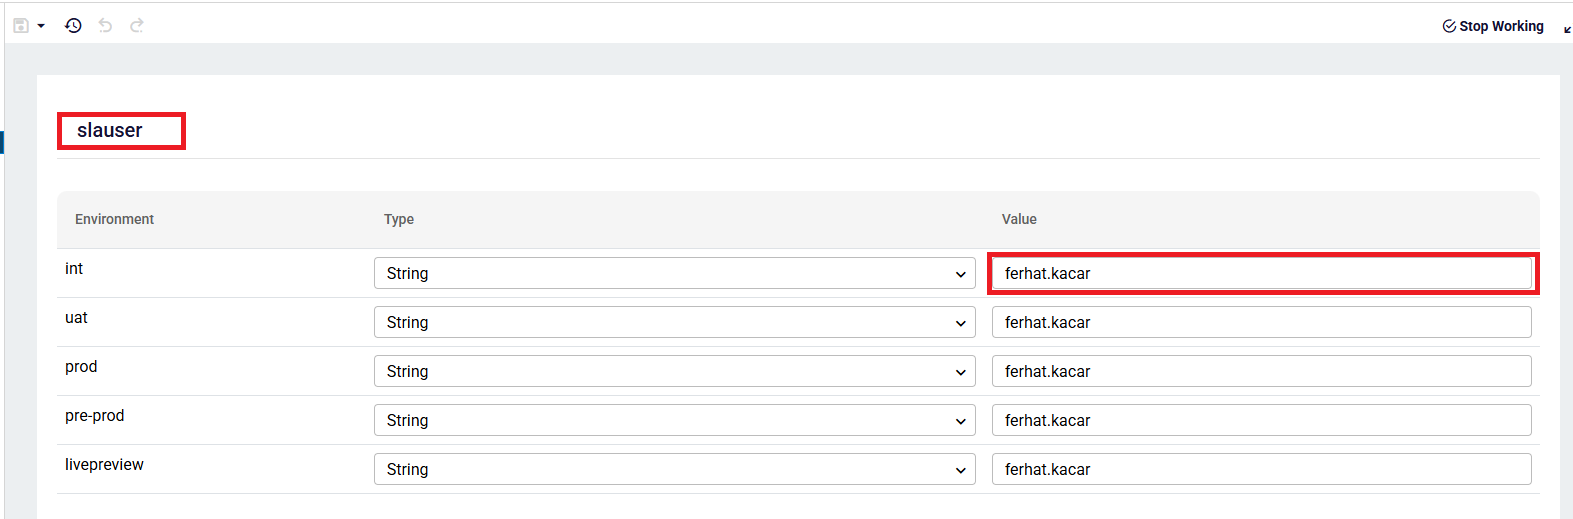 Stop Working
slauser
Environment Type Value
int String ferhat.kacar
uat String ferhat.kacar
prod String ferhat.kacar
pre-prod String ferhat.kacar
livepreview String ferhat.kacar